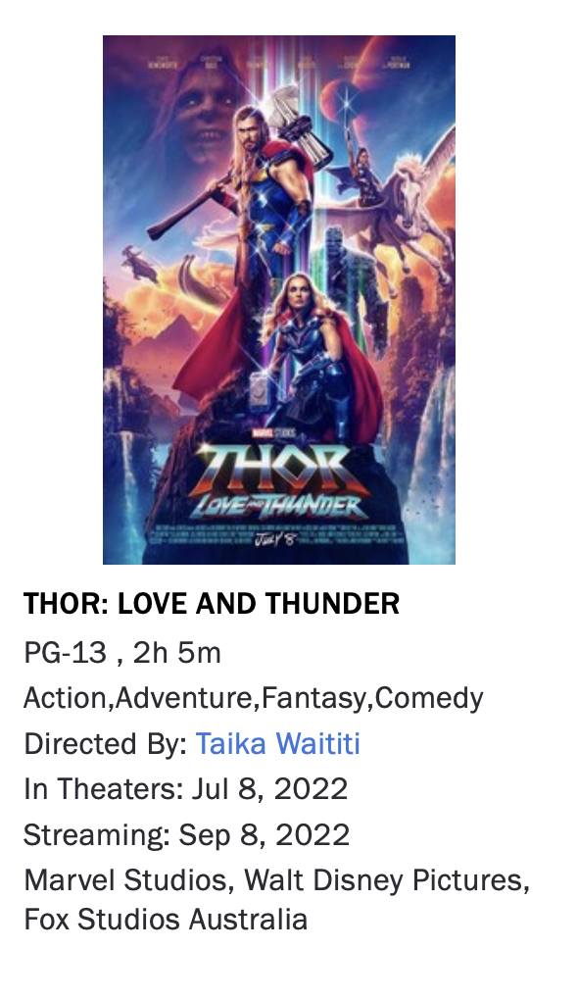 MARVEL STUDIOS
THOR
LOVE AND THUNDER
July 8
THOR: LOVE AND THUNDER
PG-13 , 2h 5m
Action,Adventure,Fantasy,Comedy
Directed By: Taika Waititi
In Theaters: Jul 8, 2022
Streaming: Sep 8, 2022
Marvel Studios, Walt Disney Pictures,
Fox Studios Australia